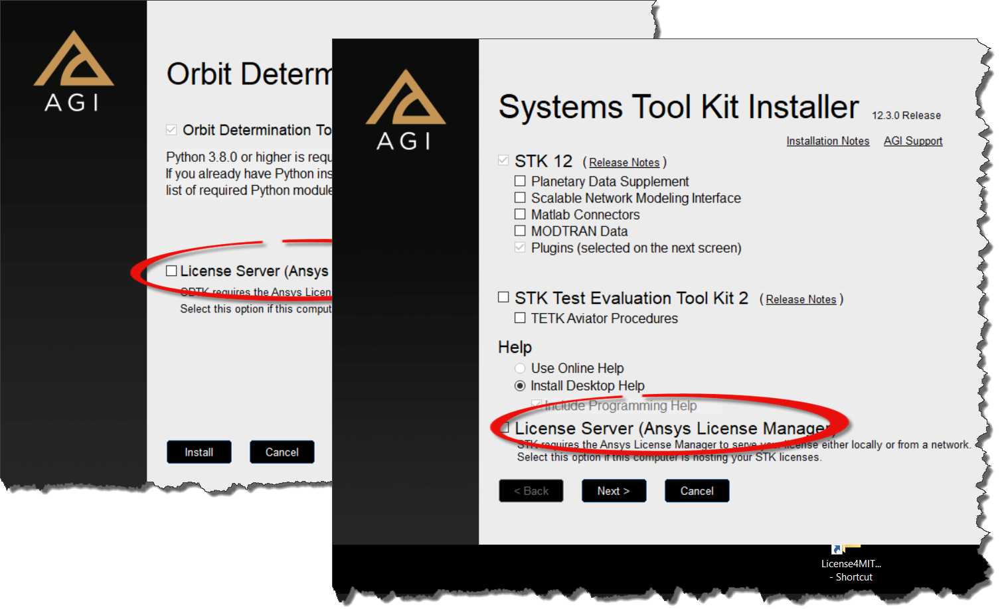 AGI
Orbit Determ
Orbit Determination To
Python 3.8.0 or higher is requ
If you already have Python ins
list of required Python module
License Server (Ansys
ODTK requires the Ansys Licen
Select this option if this comput
Install
Cancel
AGI
Systems Tool Kit Installer 12.3.0 Release
Installation Notes AGI Support
STK 12 ( Release Notes )
Planetary Data Supplement
Scalable Network Modeling Interface
Matlab Connectors
MODTRAN Data
Plugins (selected on the next screen)
STK Test Evaluation Tool Kit 2 ( Release Notes )
TETK Aviator Procedures
Help
Use Online Help
Install Desktop Help
Include Programming Help
License Server (Ansys License Manager)
STK requires the Ansys License Manager to serve your license either locally or from a network.
Select this option if this computer is hosting your STK licenses.
< Back
Next >
Cancel
License4MIT...
- Shortcut